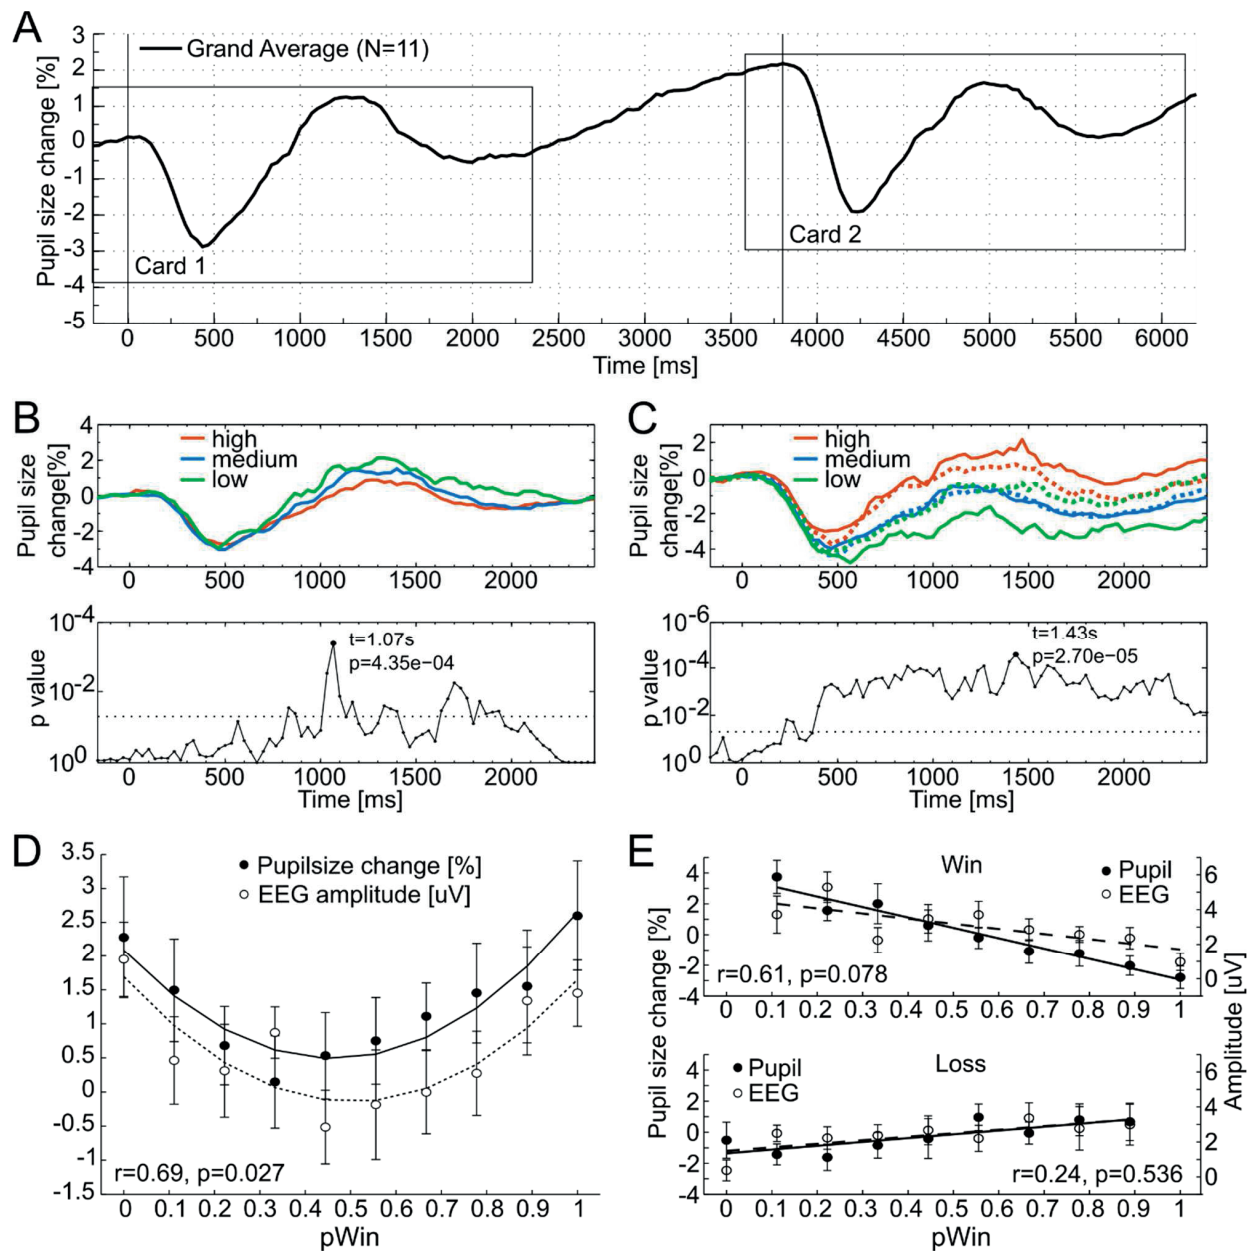 A
Grand Average (N=11)
Pupil size change [%]
3
2
1
0
-1
-2
-3
-4
-5
Card 1
Card 2
0 500 1000 1500 2000 2500 3000 3500 4000 4500 5000 5500 6000
Time [ms]
B
high
medium
low
Pupil size
change[%]
4
2
0
-2
-4
0 500 1000 1500 2000
p value
10-4
10-2
100
t=1.07s
p=4.35e−04
0 500 1000 1500 2000
Time [ms]
C
high
medium
low
Pupil size
change[%]
2
0
-2
-4
0 500 1000 1500 2000
p value
10-6
10-4
10-2
100
t=1.43s
p=2.70e−05
0 500 1000 1500 2000
Time [ms]
D
Pupilsize change [%]
EEG amplitude [uV]
3.5
3
2.5
2
1.5
1
0.5
0
-0.5
-1
-1.5
r=0.69, p=0.027
0 0.1 0.2 0.3 0.4 0.5 0.6 0.7 0.8 0.9 1
pWin
E
Win
Pupil
EEG
Pupil size change [%]
Amplitude [uV]
4
2
0
-2
-4
6
4
2
0
r=0.61, p=0.078
0 0.1 0.2 0.3 0.4 0.5 0.6 0.7 0.8 0.9 1
Loss
Pupil
EEG
4
2
0
-2
-4
6
4
2
0
r=0.24, p=0.536
0 0.1 0.2 0.3 0.4 0.5 0.6 0.7 0.8 0.9 1
pWin